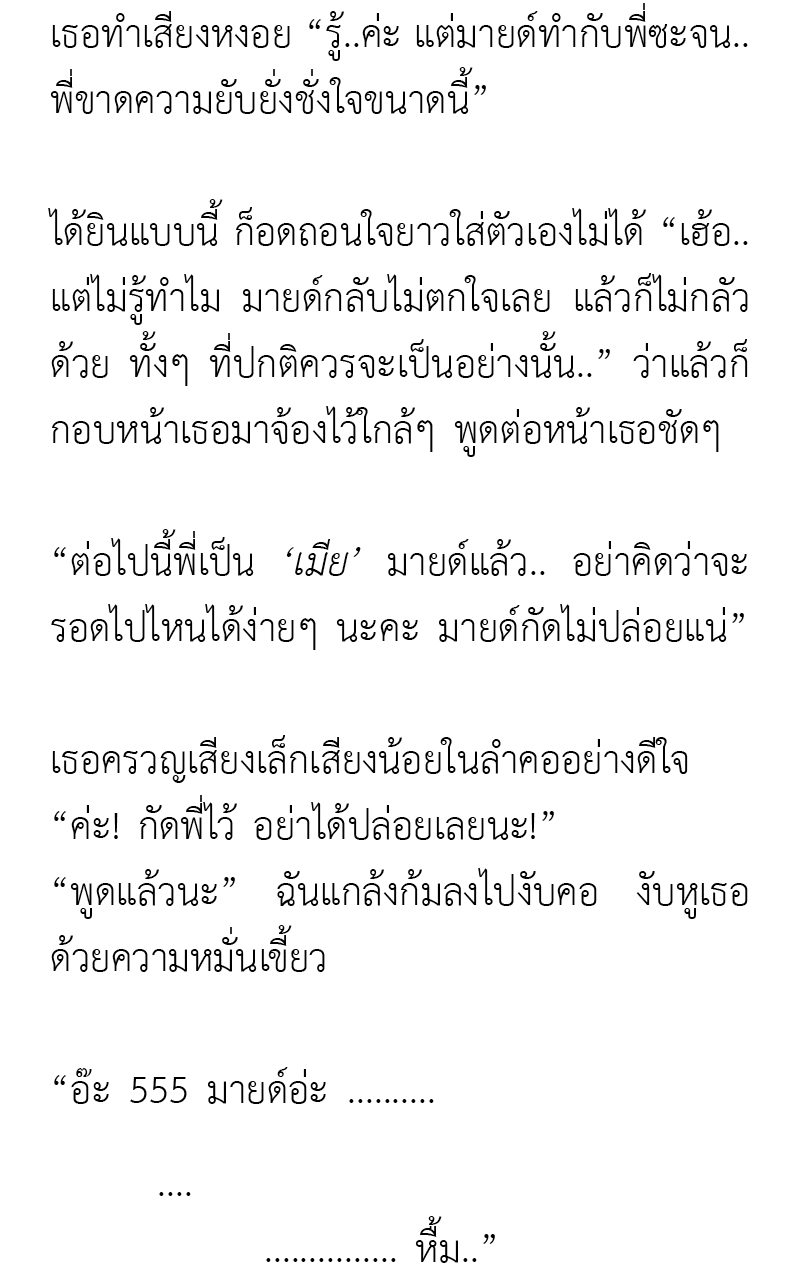 เธอทำเสียงหงอย “รู้..ค่ะ แต่มายด์ทำกับพี่ซะจน..
พี่ขาดความยับยั่งชั่งใจขนาดนี้”
ได้ยินแบบนี้ ก็อดถอนใจยาวใส่ตัวเองไม่ได้ “เฮ้อ..
แต่ไม่รู้ทำไม มายด์กลับไม่ตกใจเลย แล้วก็ไม่กลัว
ด้วย ทั้งๆ ที่ปกติควรจะเป็นอย่างนั้น..” ว่าแล้วก็
กอบหน้าเธอมาจ้องไว้ใกล้ๆ พูดต่อหน้าเธอชัดๆ
“ต่อไปนี้พี่เป็น ‘เมีย’ มายด์แล้ว.. อย่าคิดว่าจะ
รอดไปไหนได้ง่ายๆ นะคะ มายด์กัดไม่ปล่อยแน่”
เธอครวญเสียงเล็กเสียงน้อยในลำคออย่างดีใจ
“ค่ะ! กัดพี่ไว้ อย่าได้ปล่อยเลยนะ!”
“พูดแล้วนะ” ฉันแกล้งก้มลงไปงับคอ งับหูเธอ
ด้วยความหมั่นเขี้ยว
“อ๊ะ 555 มายด์อ่ะ ..........
....
............... หื้ม..”